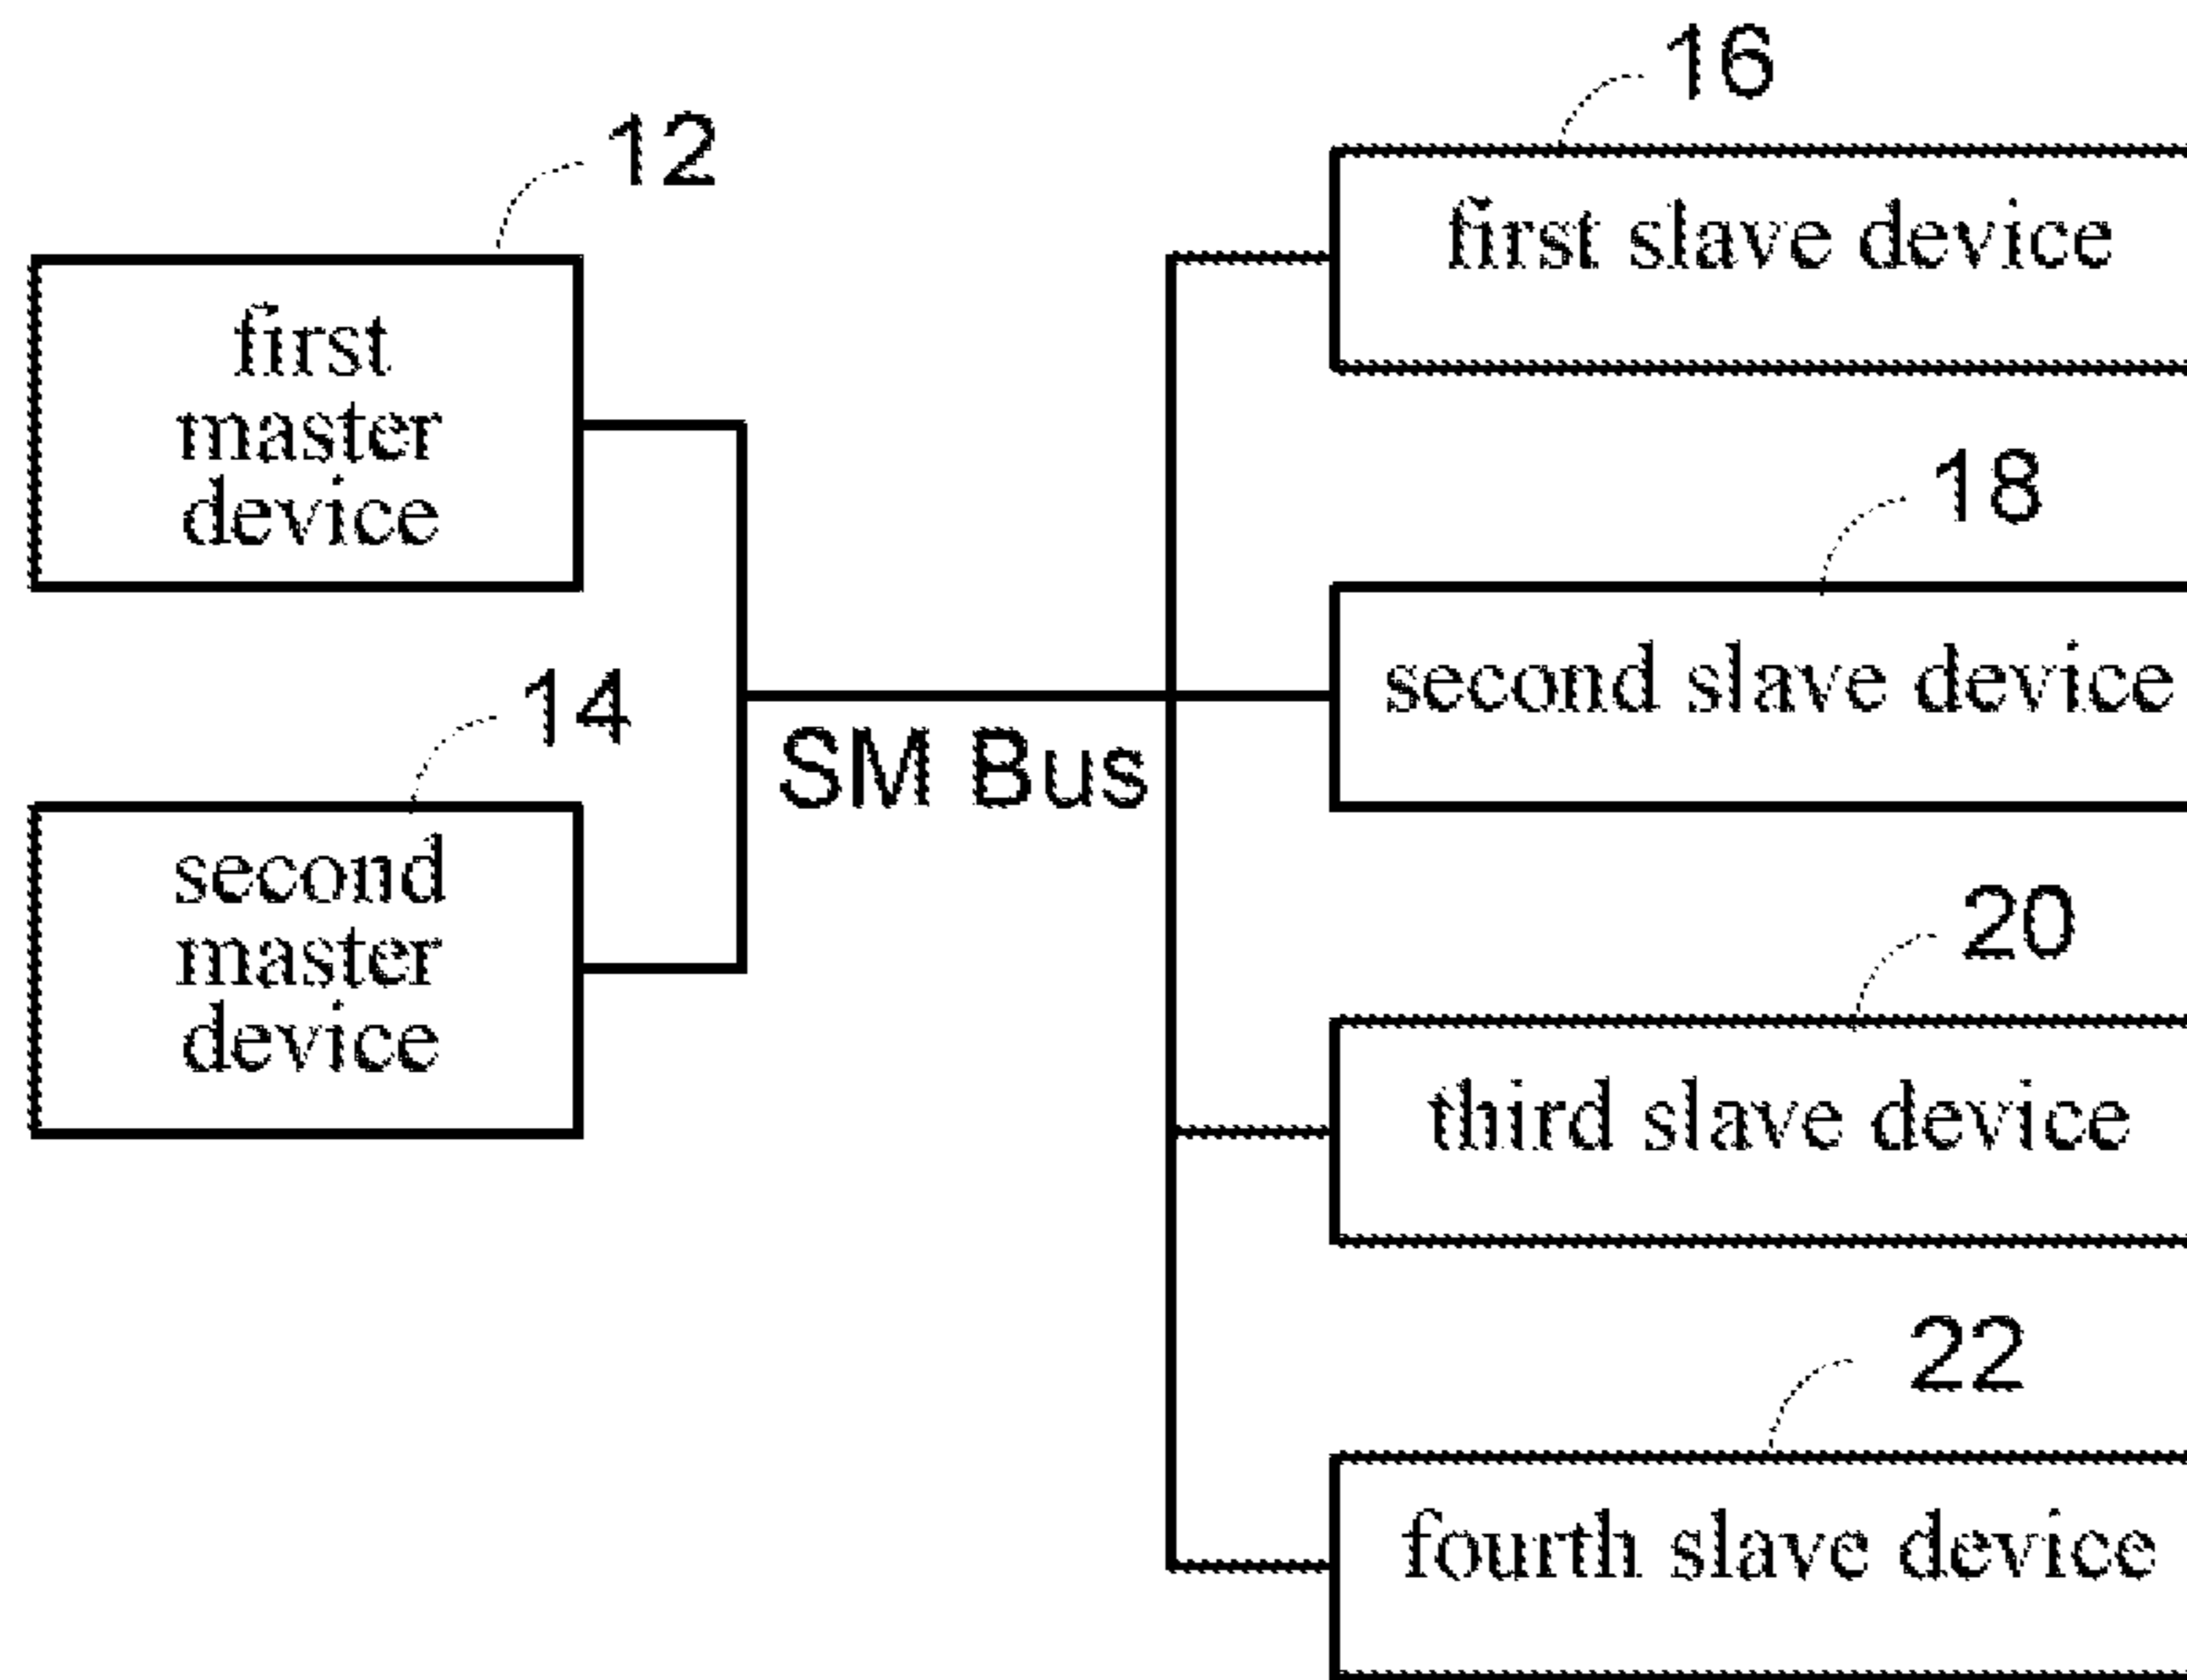 12
first
master
device
14
second
master
device
SM Bus
16
first slave device
18
second slave device
20
third slave device
22
fourth slave device